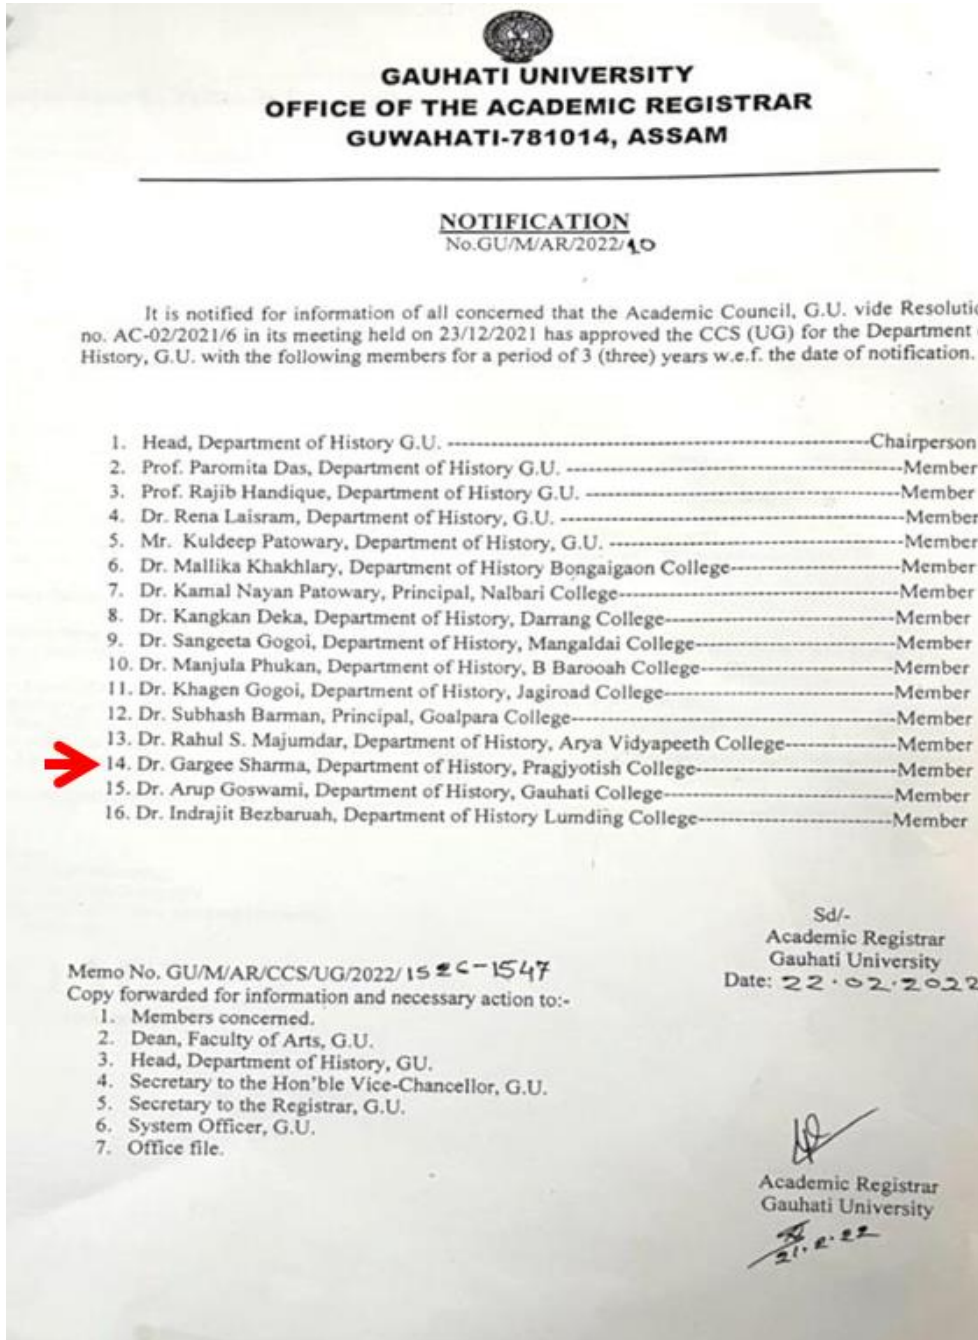 GAUHATI UNIVERSITY
OFFICE OF THE ACADEMIC REGISTRAR
GUWAHATI-781014, ASSAM
NOTIFICATION
No.GU/M/AR/2022/10
It is notified for information of all concerned that the Academic Council, G.U. vide Resolutio
no. AC-02/2021/6 in its meeting held on 23/12/2021 has approved the CCS (UG) for the Department
History, G.U. with the following members for a period of 3 (three) years w.e.f. the date of notification.
1. Head, Department of History G.U. ---Chairperson
2. Prof. Paromita Das, Department of History G.U. ---Member
3. Prof. Rajib Handique, Department of History G.U. ---Member
4. Dr. Rena Laisram, Department of History, G.U. ---Member
5. Mr. Kuldeep Patowary, Department of History, G.U. ---Member
6. Dr. Mallika Khakhlary, Department of History Bongaigaon College---Member
7. Dr. Kamal Nayan Patowary, Principal, Nalbari College---Member
8. Dr. Kangkan Deka, Department of History, Darrang College---Member
9. Dr. Sangeeta Gogoi, Department of History, Mangaldai College---Member
10. Dr. Manjula Phukan, Department of History, B Barooah College---Member
11. Dr. Khagen Gogoi, Department of History, Jagiroad College---Member
12. Dr. Subhash Barman, Principal, Goalpara College---Member
13. Dr. Rahul S. Majumdar, Department of History, Arya Vidyapeeth College---Member
14. Dr. Gargee Sharma, Department of History, Pragjyotish College---Member
15. Dr. Arup Goswami, Department of History, Gauhati College---Member
16. Dr. Indrajit Bezbaruah, Department of History Lumding College---Member
Sd/-
Academic Registrar
Gauhati University
Date: 22.02.2022
Memo No. GU/M/AR/CCS/UG/2022/
Copy forwarded for information and necessary action to:-
1. Members concerned.
2. Dean, Faculty of Arts, G.U.
3. Head, Department of History, GU.
4. Secretary to the Hon'ble Vice-Chancellor, G.U.
5. Secretary to the Registrar, G.U.
6. System Officer, G.U.
7. Office file.
Academic Registrar
Gauhati University
21.2.22